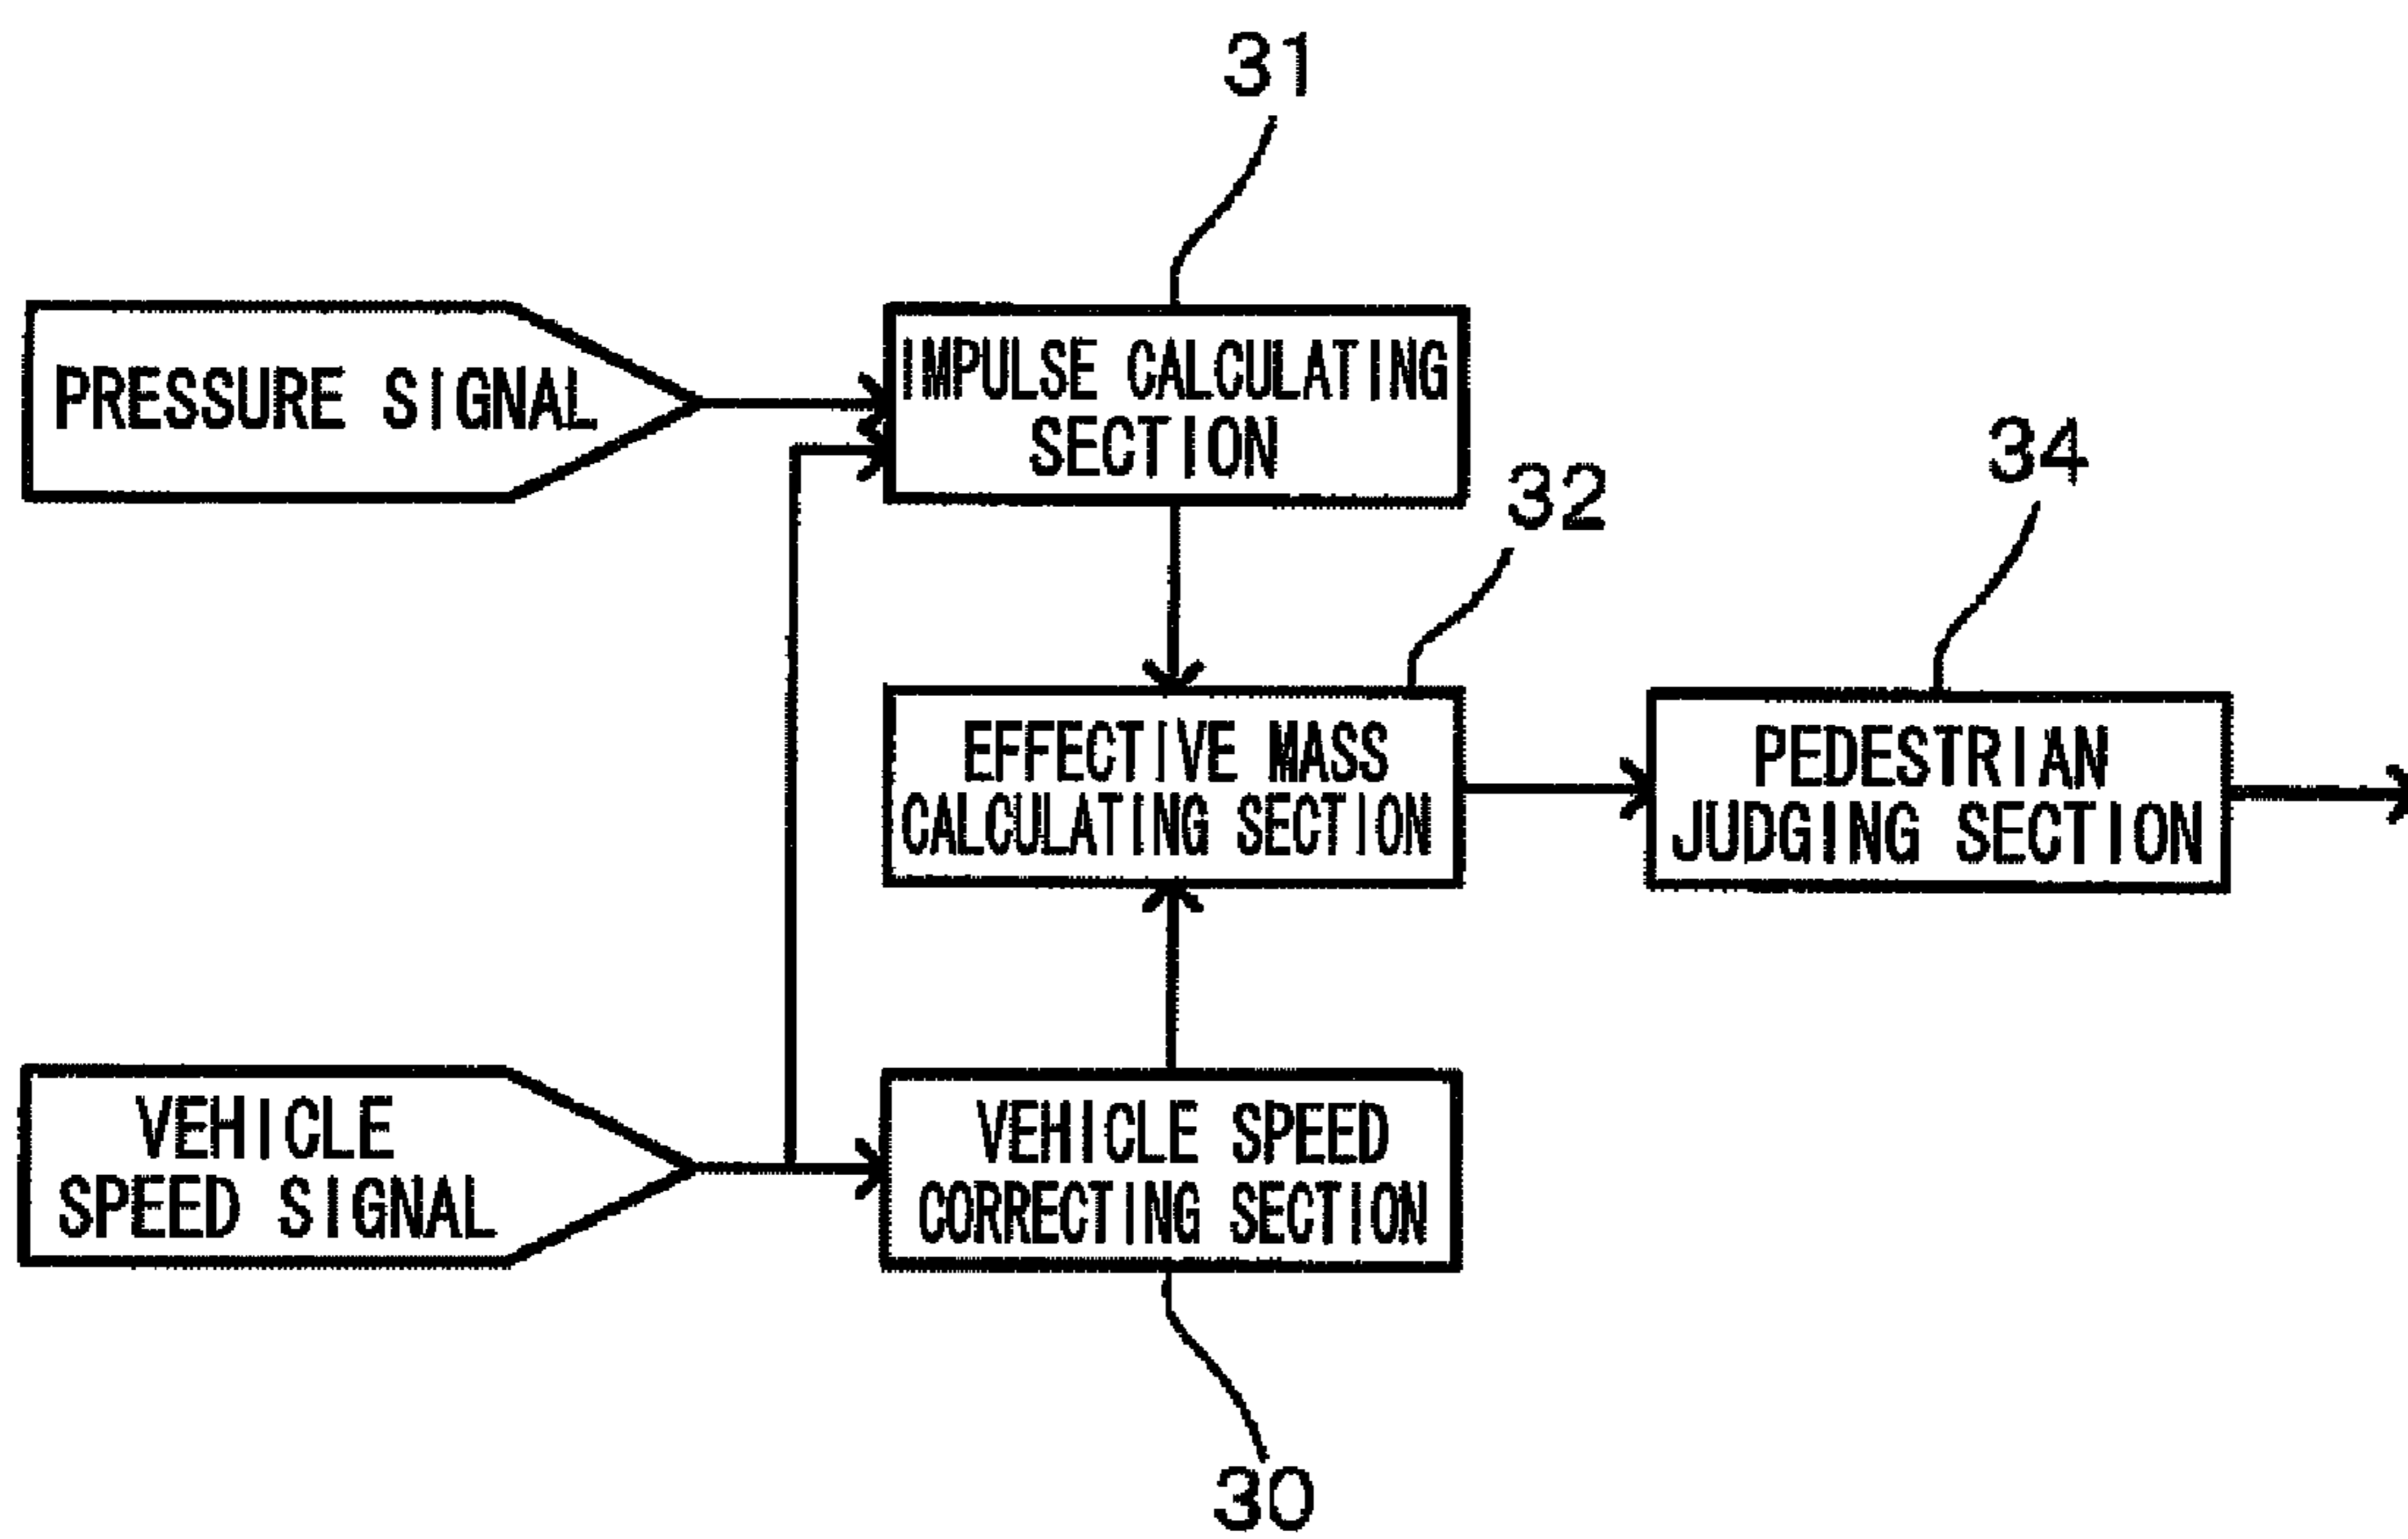 31
PRESSURE SIGNAL
IMPULSE CALCULATING
SECTION
32
34
EFFECTIVE MASS
CALCULATING SECTION
PEDESTRIAN
JUDGING SECTION
VEHICLE
SPEED SIGNAL
VEHICLE SPEED
CORRECTING SECTION
30